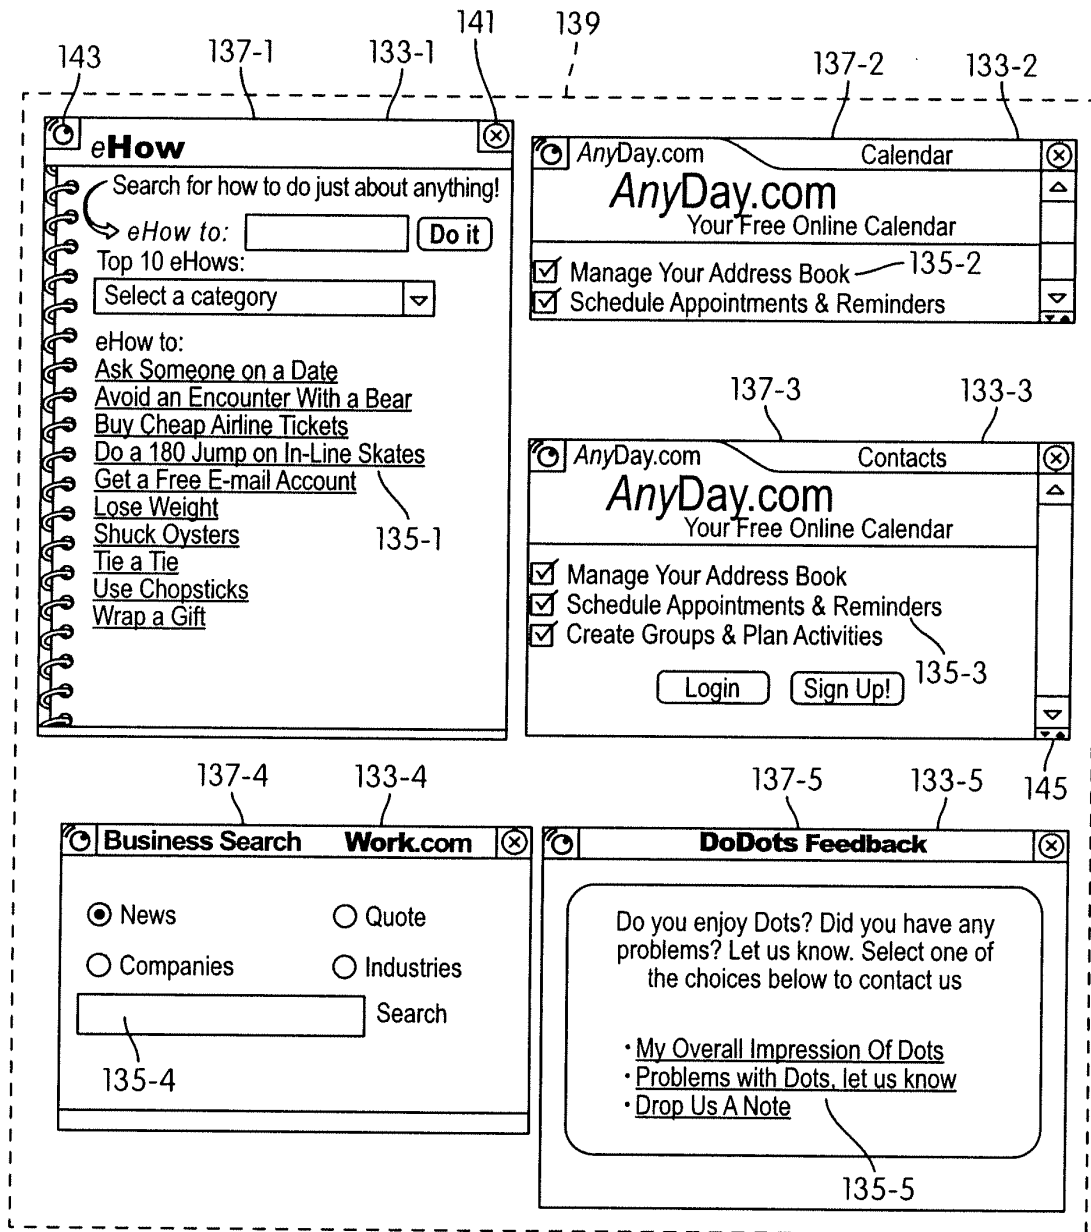 143 137-1 133-1 141 139 137-2 133-2
eHow
Search for how to do just about anything!
eHow to: Do it
Top 10 eHows:
Select a category
eHow to:
Ask Someone on a Date
Avoid an Encounter With a Bear
Buy Cheap Airline Tickets
Do a 180 Jump on In-Line Skates
Get a Free E-mail Account
Lose Weight
Shuck Oysters
Tie a Tie
Use Chopsticks
Wrap a Gift
135-1
AnyDay.com Calendar
AnyDay.com
Your Free Online Calendar
Manage Your Address Book 135-2
Schedule Appointments & Reminders
137-3 133-3
AnyDay.com Contacts
AnyDay.com
Your Free Online Calendar
Manage Your Address Book
Schedule Appointments & Reminders
Create Groups & Plan Activities
135-3
Login Sign Up!
145
137-4 133-4
Business Search Work.com
News Quote
Companies Industries
Search
135-4
137-5 133-5
DoDots Feedback
Do you enjoy Dots? Did you have any
problems? Let us know. Select one of
the choices below to contact us
· My Overall Impression Of Dots
· Problems with Dots, let us know
· Drop Us A Note
135-5